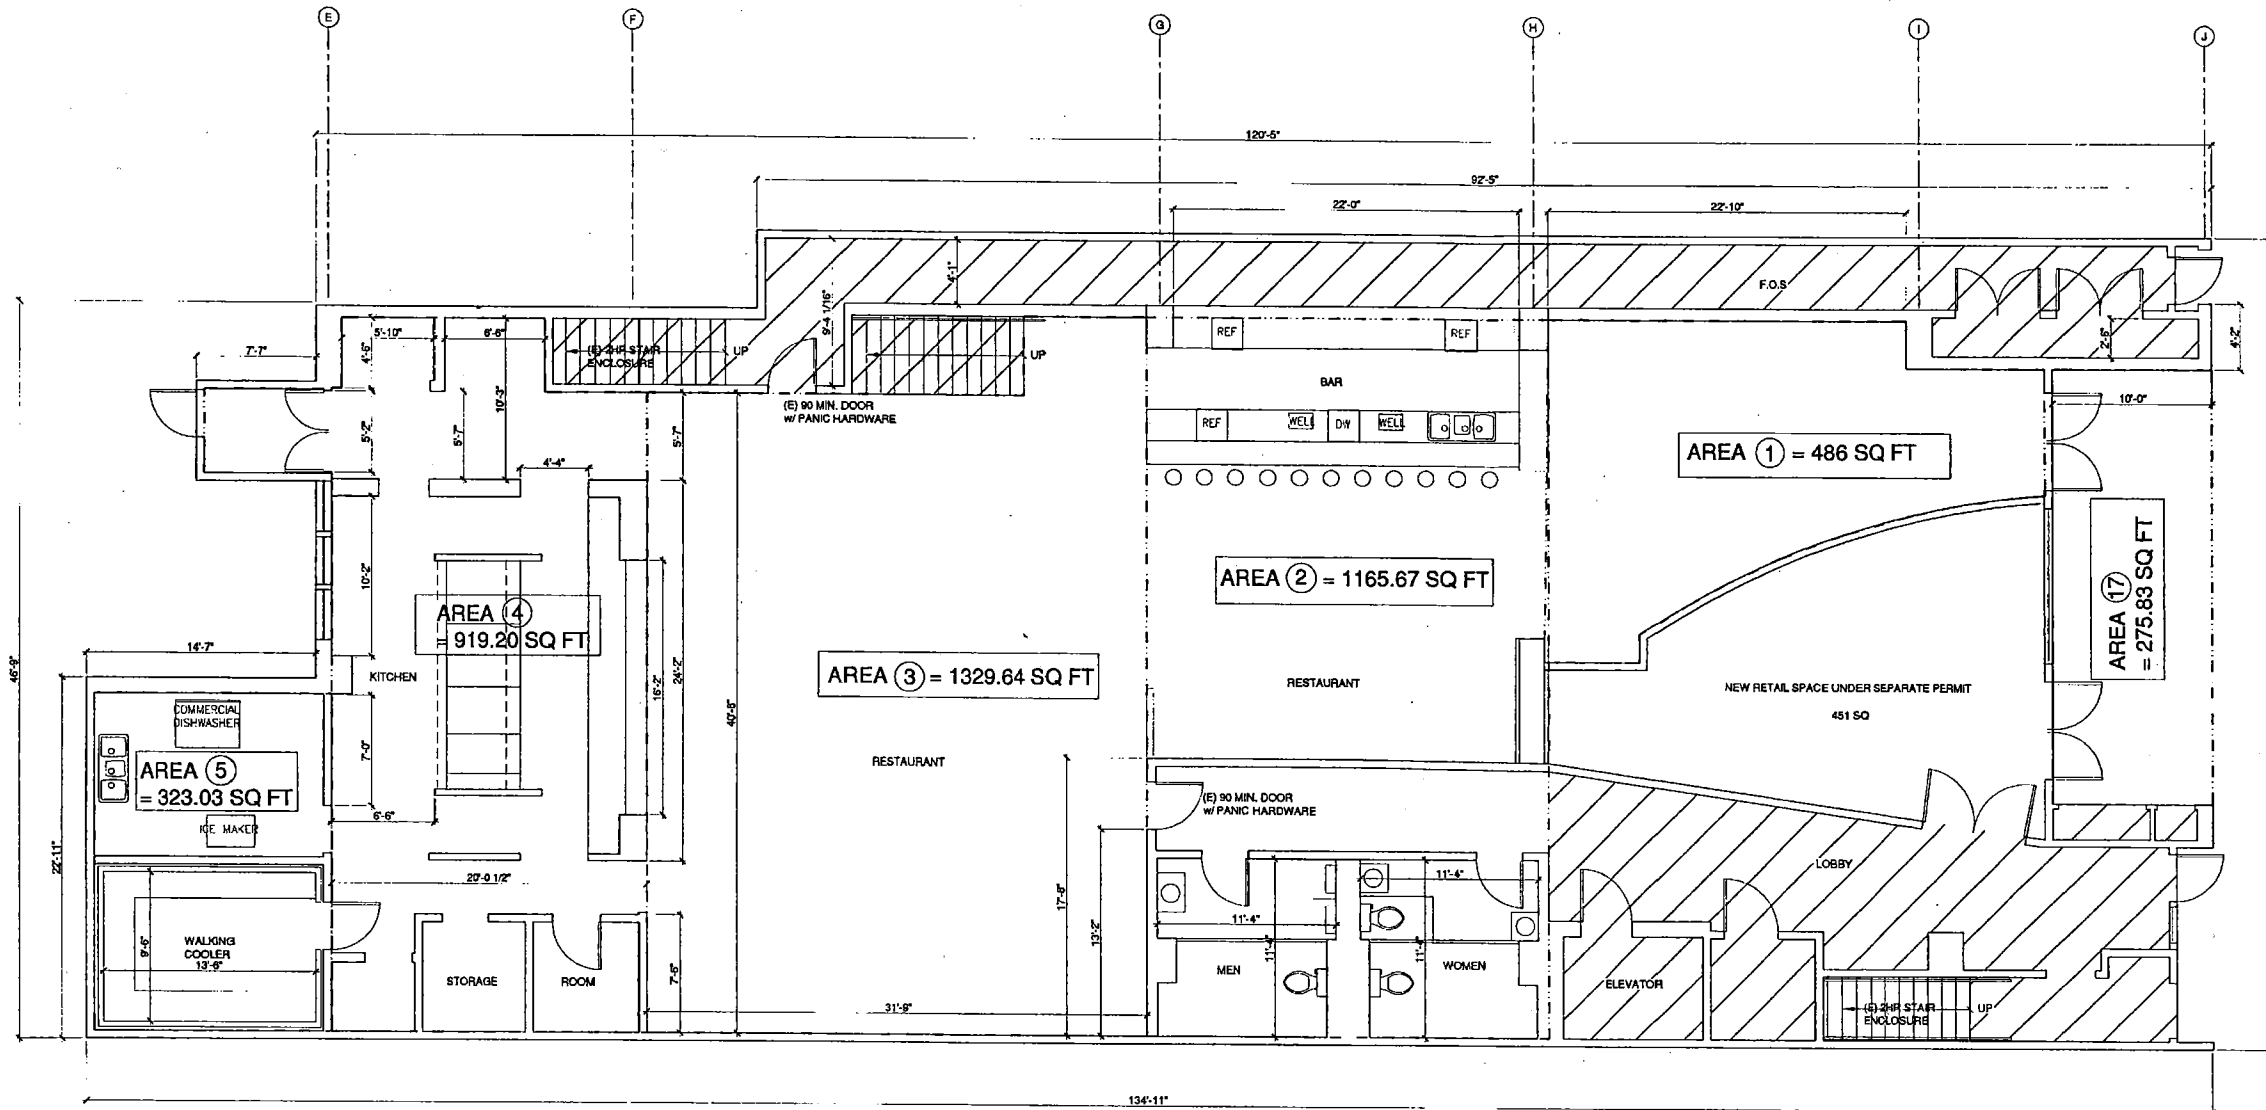 E
F
G
H
I
J
120'-5"
92'-5"
22'-0"
22'-10"
4'-1"
9'-4 1/16"
F.O.S
REF
REF
5'-10"
6'-6"
4'-6"
7'-7"
(E) 2HR STAIR
ENCLOSURE
UP
UP
2'-6"
4'-2"
BAR
(E) 90 MIN. DOOR
w/ PANIC HARDWARE
10'-3"
5'-2"
5'-7"
5'-7"
4'-4"
REF
WELL
DW
WELL
10'-0"
AREA 1 = 486 SQ FT
AREA 2 = 1165.67 SQ FT
AREA 17
= 275.83 SQ FT
10'-2"
AREA 4
= 919.20 SQ FT
14'-7"
46'-9"
KITCHEN
AREA 3 = 1329.64 SQ FT
16'-2"
24'-2"
40'-8"
RESTAURANT
NEW RETAIL SPACE UNDER SEPARATE PERMIT
451 SQ
COMMERCIAL
DISHWASHER
RESTAURANT
7'-0"
AREA 5
= 323.03 SQ FT
6'-6"
ICE MAKER
22'-11"
(E) 90 MIN. DOOR
w/ PANIC HARDWARE
LOBBY
20'-0 1/2"
11'-4"
11'-4"
17'-8"
13'-2"
11'-4"
WALKING
COOLER
9'-6"
13'-6"
STORAGE
ROOM
7'-6"
MEN
WOMEN
ELEVATOR
31'-9"
(E) 2HR STAIR
ENCLOSURE
UP
134'-11"